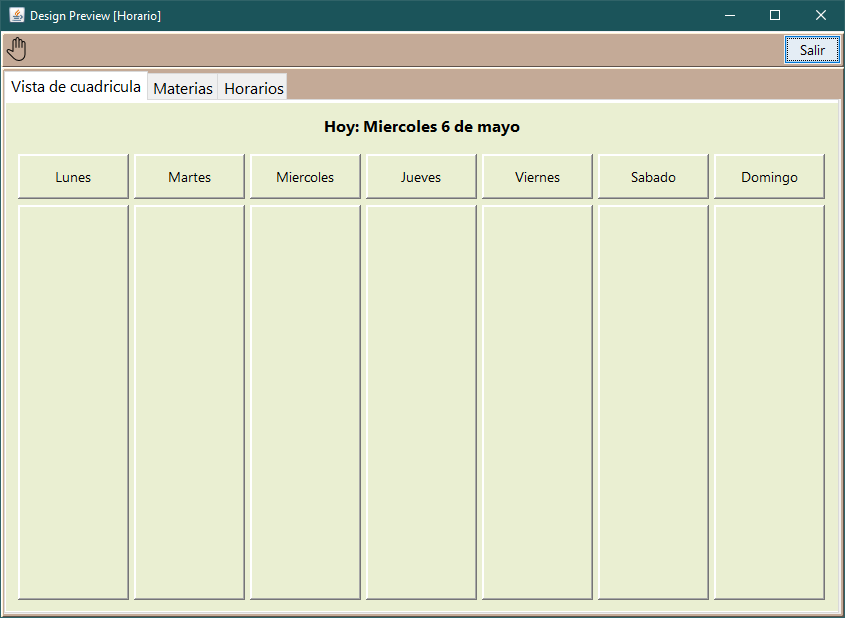 Design Preview [Horario]
Salir
Vista de cuadricula Materias Horarios
Hoy: Miercoles 6 de mayo
Lunes Martes Miercoles Jueves Viernes Sabado Domingo